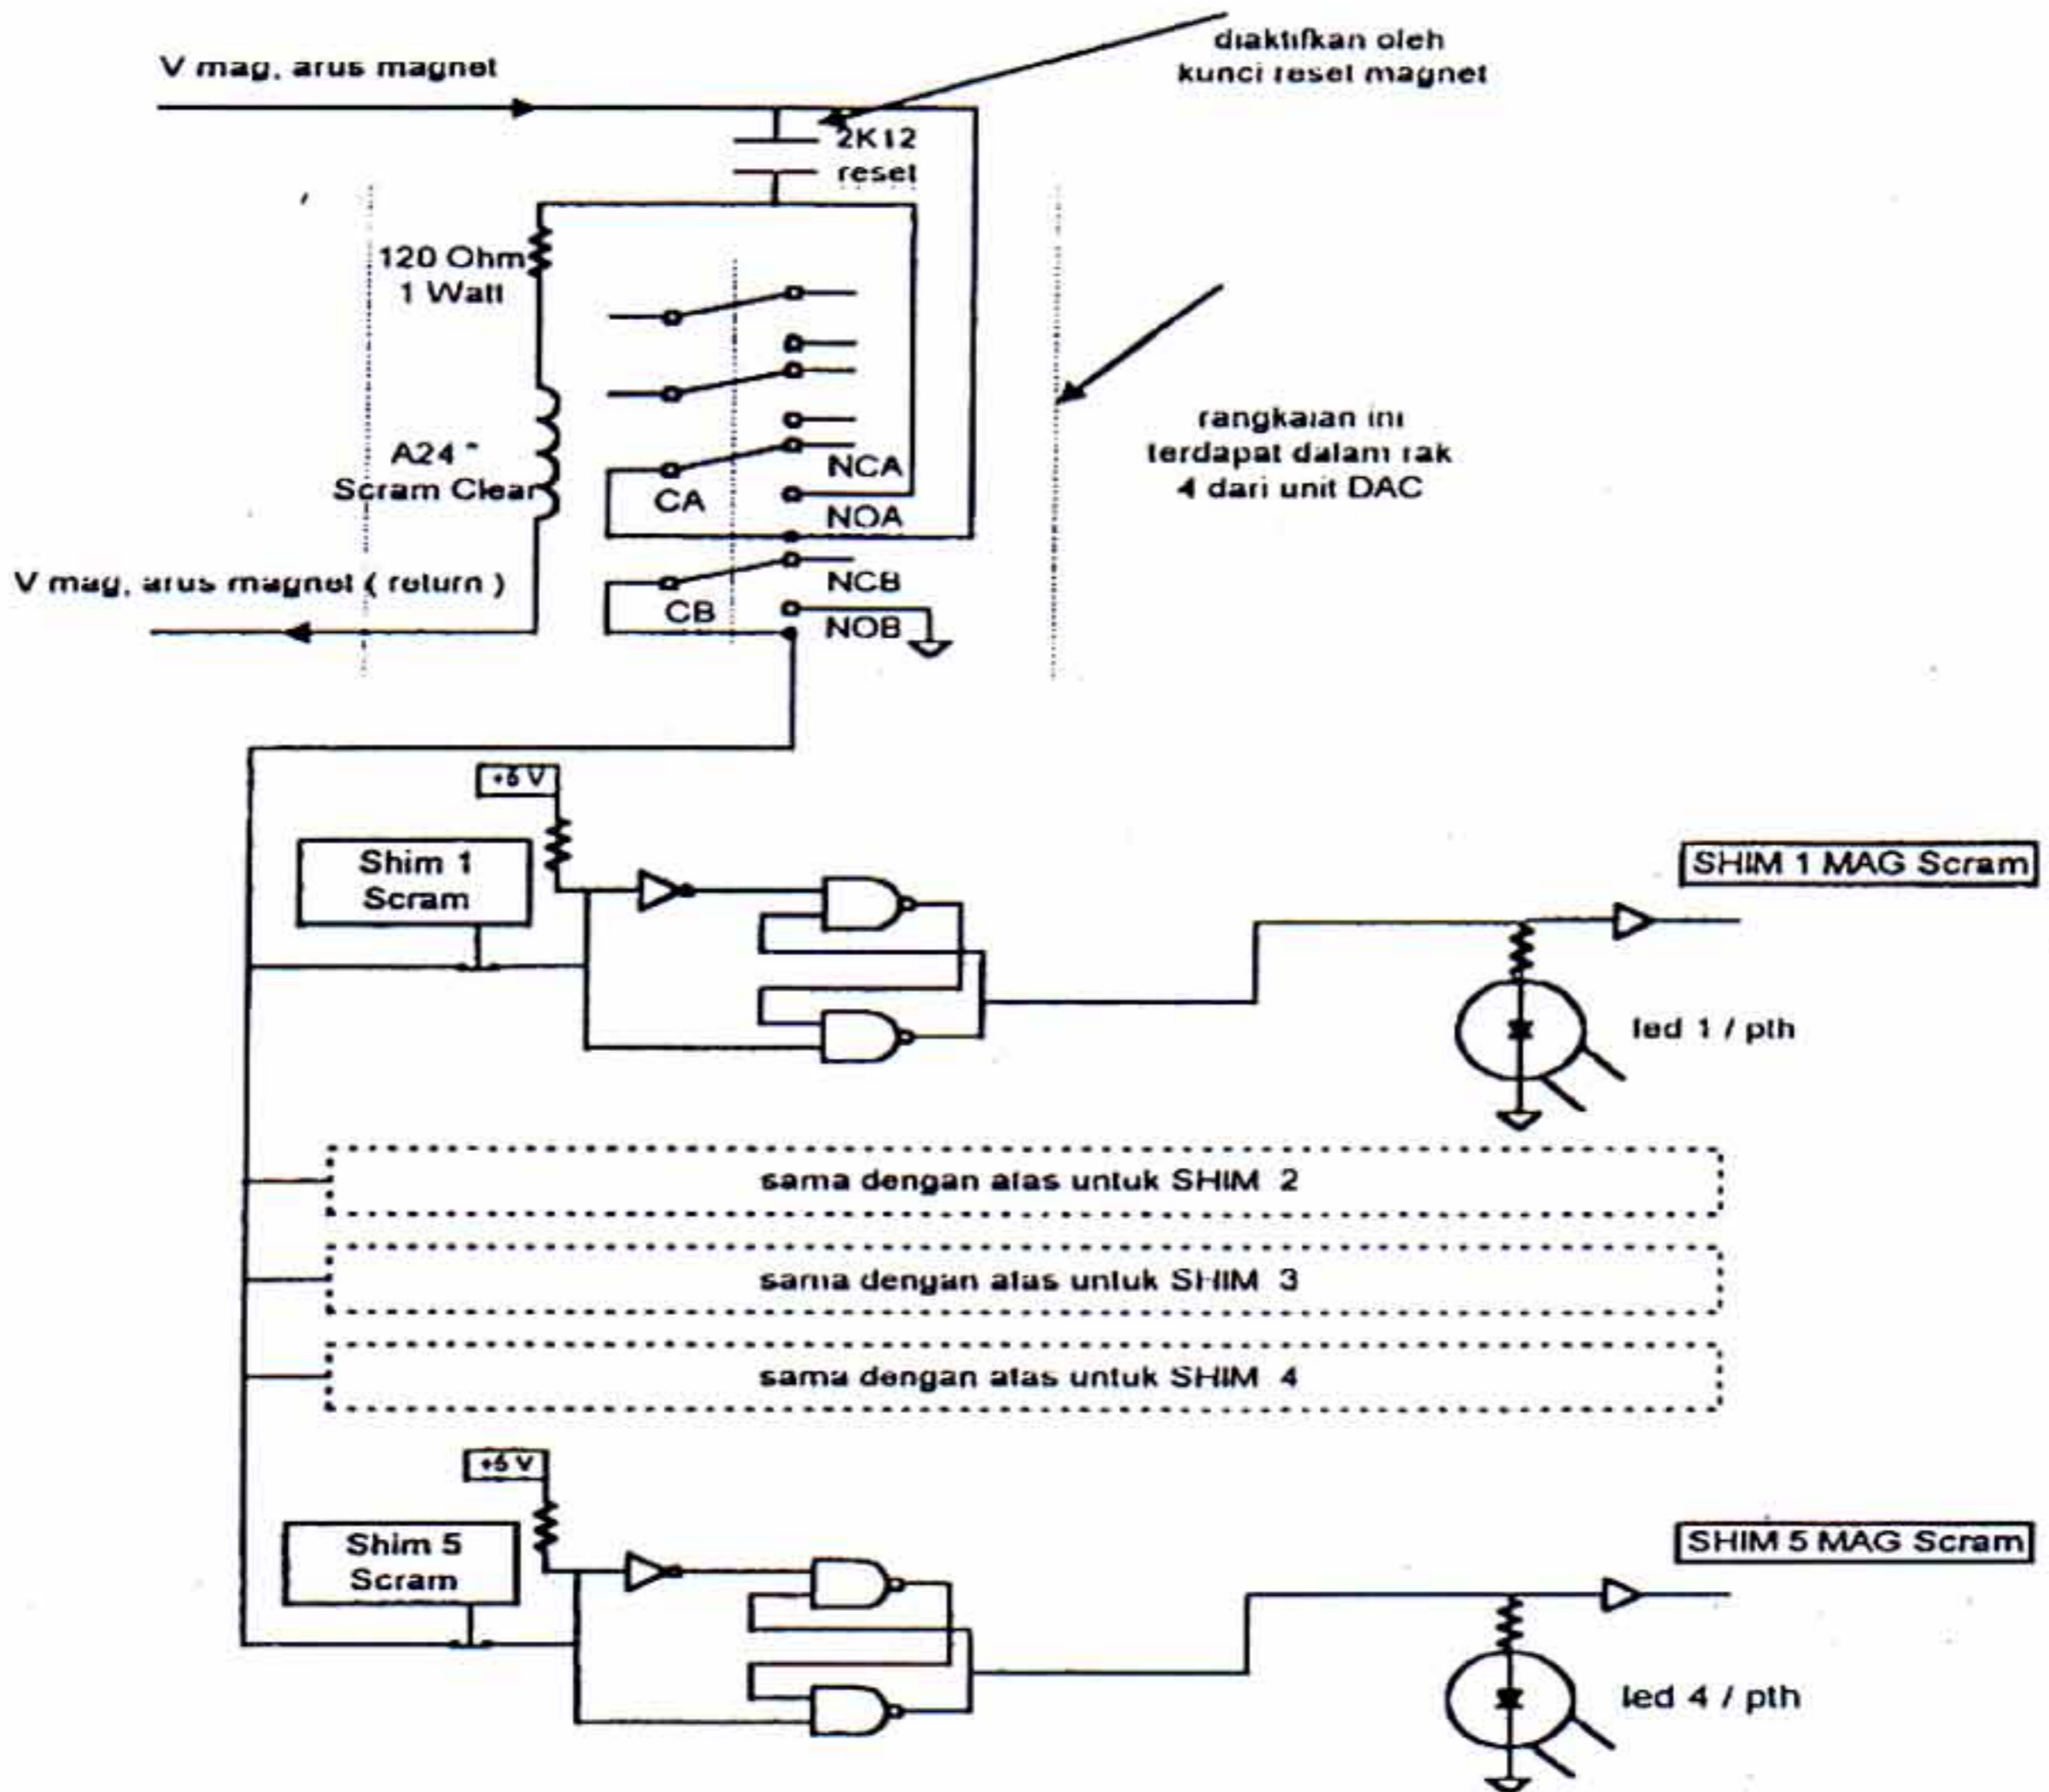 V mag, arus magnet
diaktifkan oleh
kunci reset magnet
2K12
reset
120 Ohm
1 Watt
A24
Scram Clear
NCA
CA
NOA
rangkaian ini
terdapat dalam rak
4 dari unit DAC
V mag, arus magnet ( return )
NCB
CB
NOB
+5 V
Shim 1
Scram
SHIM 1 MAG Scram
led 1 / pth
sama dengan atas untuk SHIM 2
sama dengan atas untuk SHIM 3
sama dengan atas untuk SHIM 4
+5 V
Shim 5
Scram
SHIM 5 MAG Scram
led 4 / pth